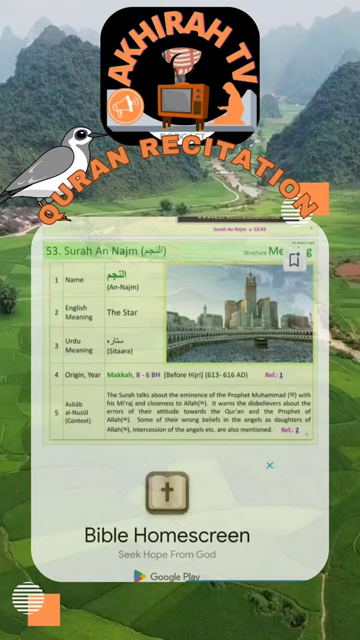 AKHIRAH TV
QURAN RECITATION
Surah An Najm v. 13-43
53. Surah An Najm (النجم)
Structure
1 Name النجم
(An-Najm)
2 English Meaning The Star
3 Urdu Meaning ستاره
(Sitaara)
4 Origin, Year Makkah, 8 - 6 BH [Before Hijri] (613- 616 AD) Ref.: 1
5 Asbāb al-Nuzūl (Context)
The Surah talks about the eminence of the Prophet Muhammad (ﷺ) with
his Mi'raj and closeness to Allah(ﷻ). It warns the disbelievers about the
errors of their attitude towards the Qur'an and the Prophet of
Allah(ﷻ). Some of their wrong beliefs in the angels as daughters of
Allah(ﷻ), intercession of the angels etc. are also mentioned. Ref.: 2
Bible Homescreen
Seek Hope From God
Google Play